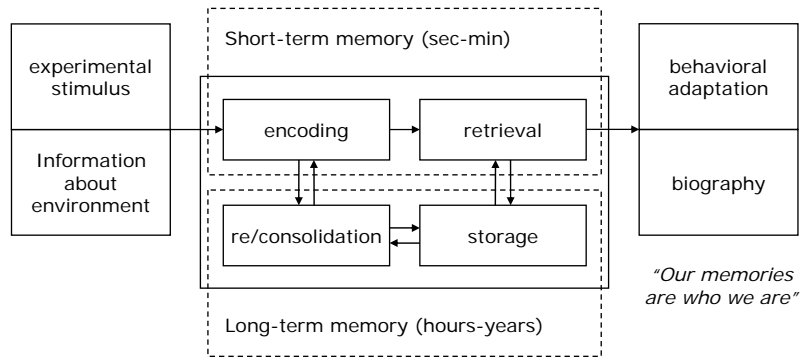 Short-term memory (sec-min)
experimental
stimulus
Information
about
environment
encoding
retrieval
re/consolidation
storage
Long-term memory (hours-years)
behavioral
adaptation
biography
“Our memories
are who we are”